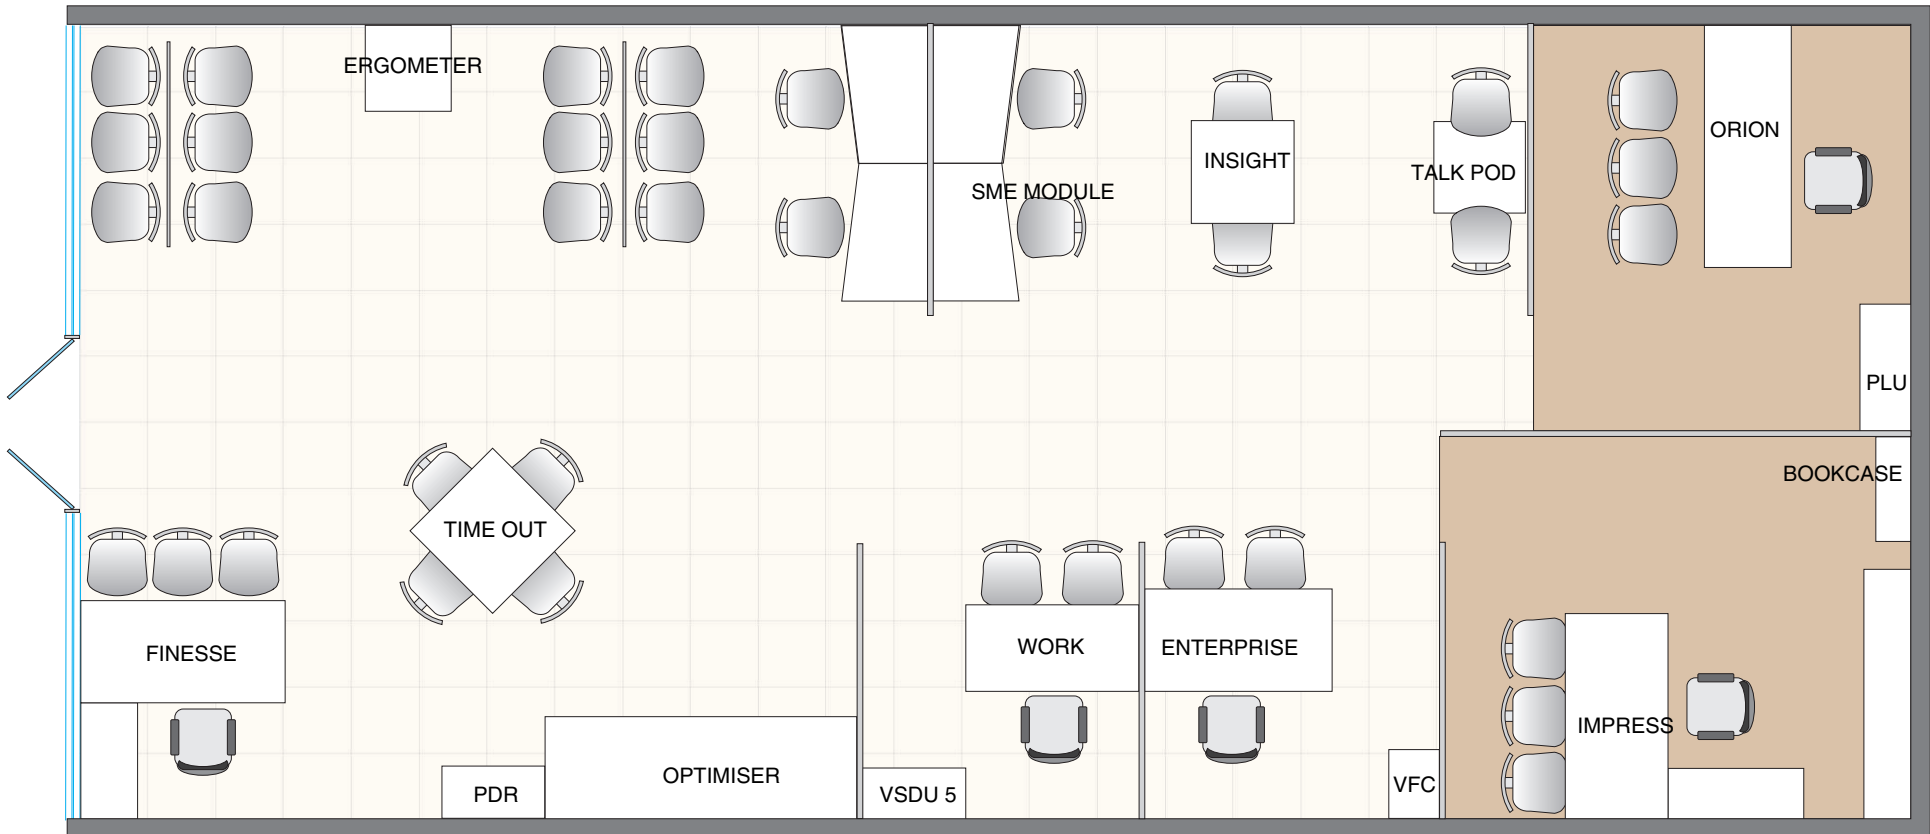 ERGOMETER
ORION
INSIGHT
TALK POD
SME MODULE
PLU
BOOKCASE
TIME OUT
WORK
ENTERPRISE
FINESSE
IMPRESS
OPTIMISER
VFC
PDR
VSDU 5